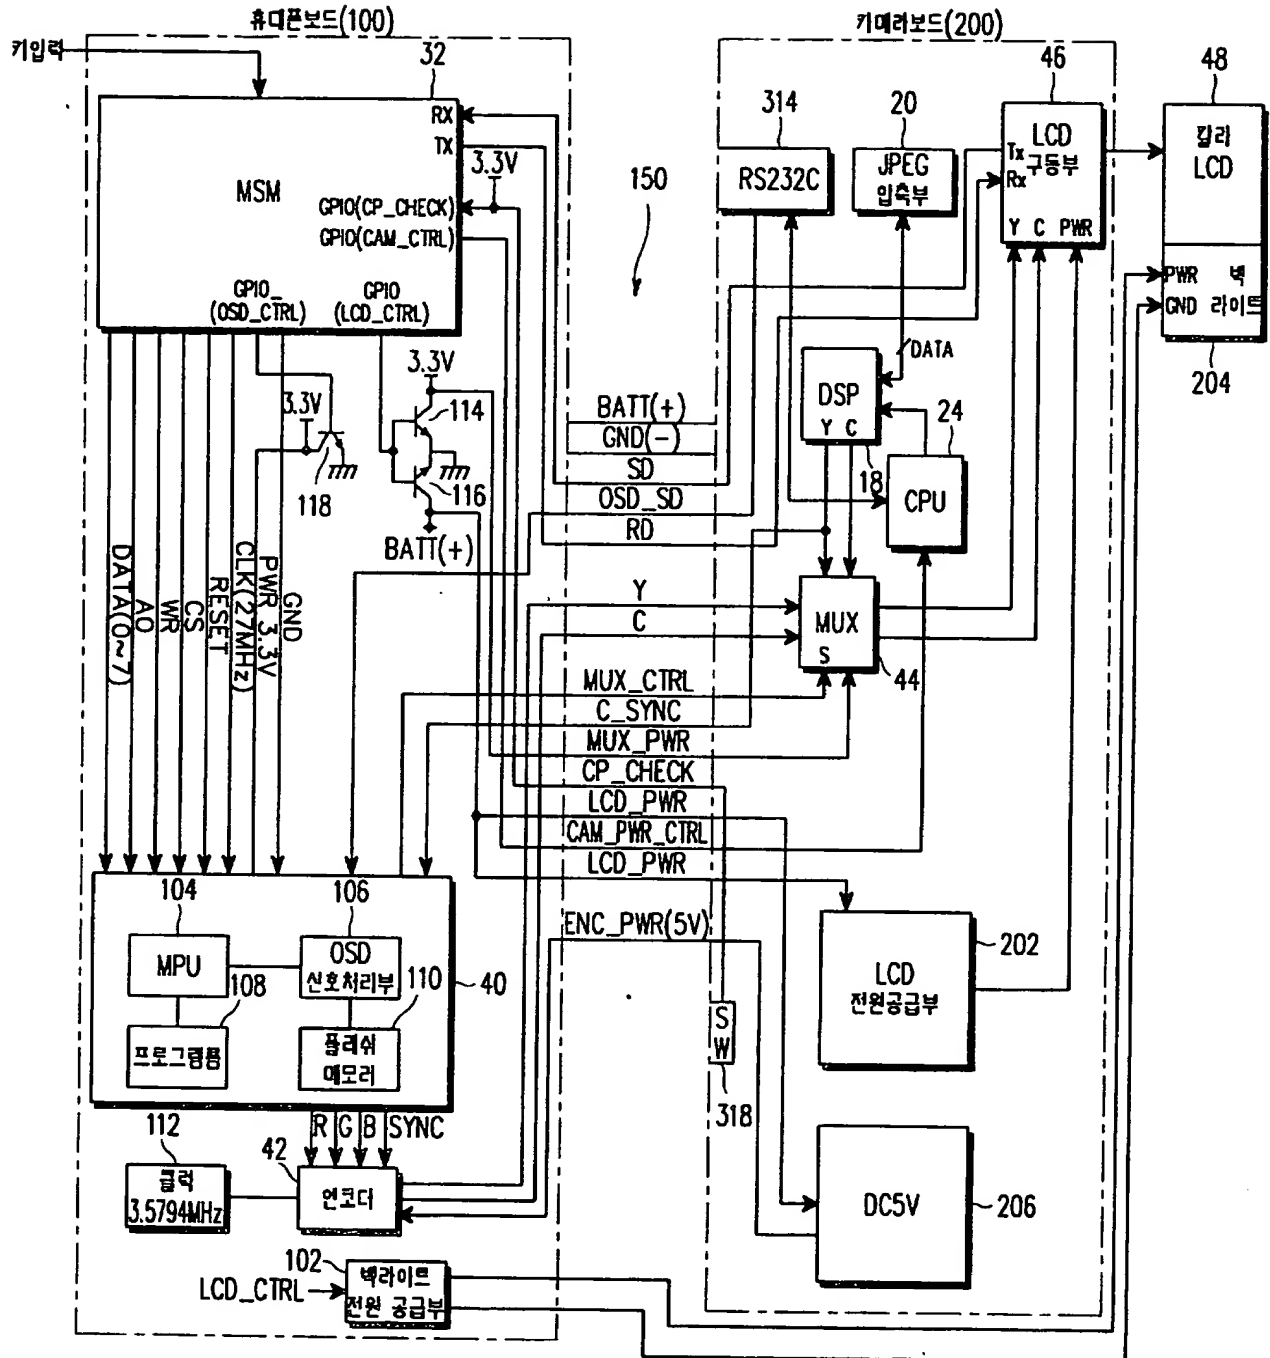 휴대폰보드(100)
키메라보드(200)
키입력
32
RX
TX
3.3V
MSM
GPIO(CP_CHECK)
GPIO(CAM_CTRL)
GPIO_
(OSD_CTRL)
GPIO
(LCD_CTRL)
150
314
RS232C
20
JPEG
압축부
46
LCD
구동부
Tx
Rx
Y C PWR
48
칼라
LCD
PWR 백
GND 라이트
204
DATA
DSP
Y C
18
24
CPU
3.3V
118
3.3V
114
116
BATT(+)
BATT(+)
GND(-)
SD
OSD_SD
RD
Y
C
MUX
S
44
MUX_CTRL
C_SYNC
MUX_PWR
CP_CHECK
LCD_PWR
CAM_PWR_CTRL
LCD_PWR
ENC_PWR(5V)
DATA(0~7)
AO
WR
CS
RESET
CLK(27MHz)
PWR 3.3V
GND
104
MPU
106
OSD
신호처리부
108
프로그램용
110
플래쉬
메모리
40
R G B SYNC
112
클럭
3.5794MHz
42
엔코더
102
LCD_CTRL
백라이트
전원 공급부
S
W
318
LCD
전원공급부
202
DC5V
206